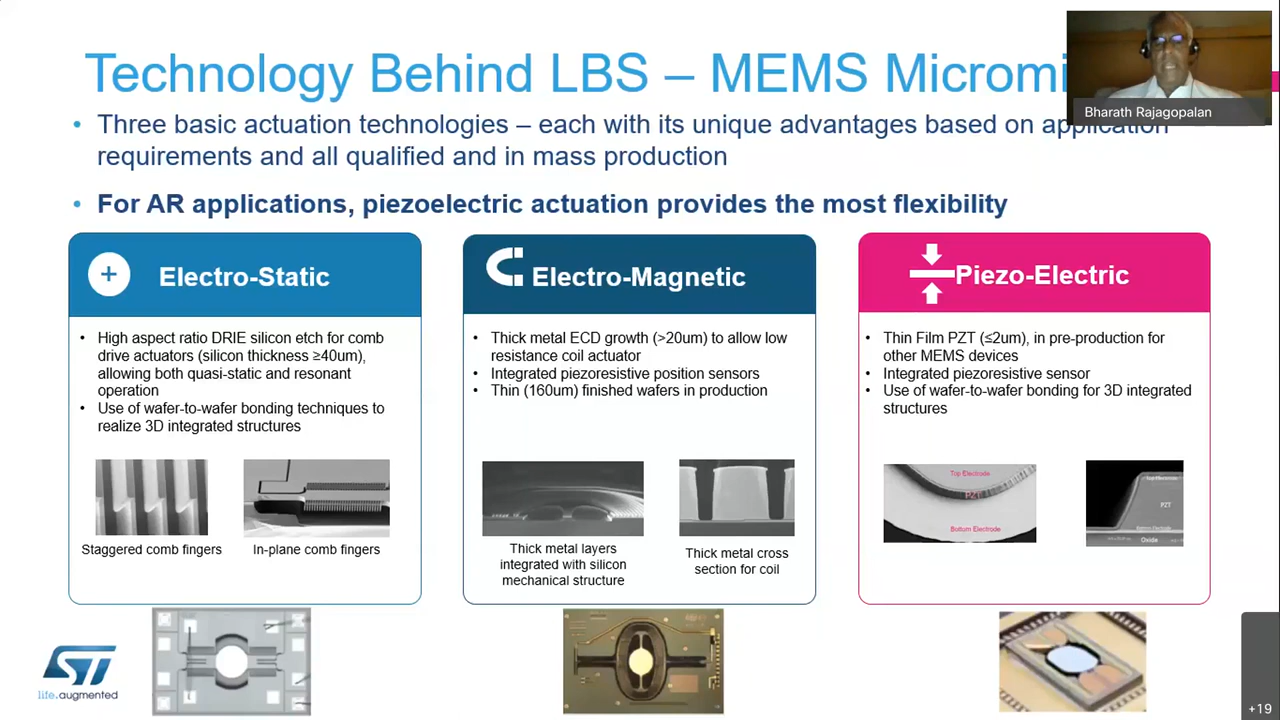 Technology Behind LBS – MEMS Micromi
Bharath Rajagopalan
• Three basic actuation technologies – each with its unique advantages based on application
requirements and all qualified and in mass production
• For AR applications, piezoelectric actuation provides the most flexibility
+ Electro-Static
• High aspect ratio DRIE silicon etch for comb
drive actuators (silicon thickness ≥40um),
allowing both quasi-static and resonant
operation
• Use of wafer-to-wafer bonding techniques to
realize 3D integrated structures
Staggered comb fingers
In-plane comb fingers
Electro-Magnetic
• Thick metal ECD growth (>20um) to allow low
resistance coil actuator
• Integrated piezoresistive position sensors
• Thin (160um) finished wafers in production
Thick metal layers
integrated with silicon
mechanical structure
Thick metal cross
section for coil
Piezo-Electric
• Thin Film PZT (≤2um), in pre-production for
other MEMS devices
• Integrated piezoresistive sensor
• Use of wafer-to-wafer bonding for 3D integrated
structures
Top Electrode
PZT
Bottom Electrode
Top Electrode
PZT
Bottom Electrode
Oxide
ST
life.augmented
+19